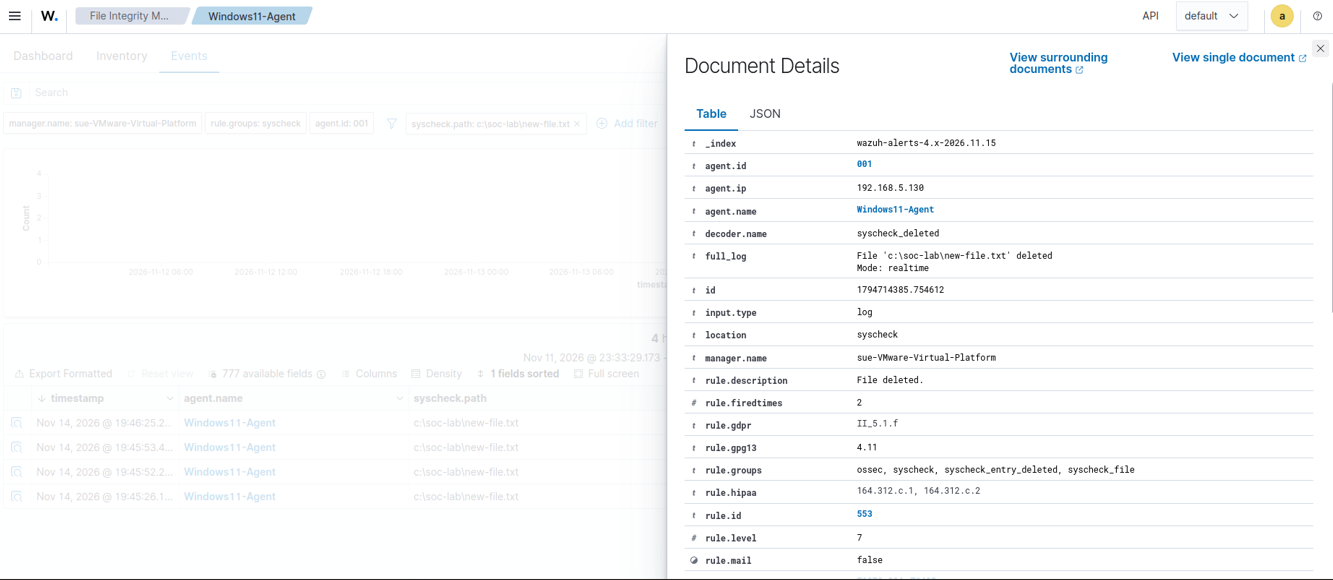 W.
File Integrity M...
Windows11-Agent
API
default
a
Dashboard
Inventory
Events
Search
manager.name: sue-VMware-Virtual-Platform
rule.groups: syscheck
agent.id: 001
syscheck.path: c:\soc-lab\new-file.txt
Add filter
Count
4
3
2
1
0
2026-11-12 06:00
2026-11-12 12:00
2026-11-12 18:00
2026-11-13 00:00
2026-11-13 06:00
4 h
Nov 11, 2026 @ 23:33:29.173 -
Export Formatted
Reset view
777 available fields
Columns
Density
1 fields sorted
Full screen
timestamp
agent.name
syscheck.path
Nov 14, 2026 @ 19:46:25.2... Windows11-Agent c:\soc-lab\new-file.txt
Nov 14, 2026 @ 19:45:53.4... Windows11-Agent c:\soc-lab\new-file.txt
Nov 14, 2026 @ 19:45:52.2... Windows11-Agent c:\soc-lab\new-file.txt
Nov 14, 2026 @ 19:45:26.1... Windows11-Agent c:\soc-lab\new-file.txt
Document Details
View surrounding
documents
View single document
Table
JSON
t _index wazuh-alerts-4.x-2026.11.15
t agent.id 001
t agent.ip 192.168.5.130
t agent.name Windows11-Agent
t decoder.name syscheck_deleted
t full_log File 'c:\soc-lab\new-file.txt' deleted
Mode: realtime
t id 1794714385.754612
t input.type log
t location syscheck
t manager.name sue-VMware-Virtual-Platform
t rule.description File deleted.
# rule.firedtimes 2
t rule.gdpr II_5.1.f
t rule.gpg13 4.11
t rule.groups ossec, syscheck, syscheck_entry_deleted, syscheck_file
t rule.hipaa 164.312.c.1, 164.312.c.2
t rule.id 553
# rule.level 7
rule.mail false